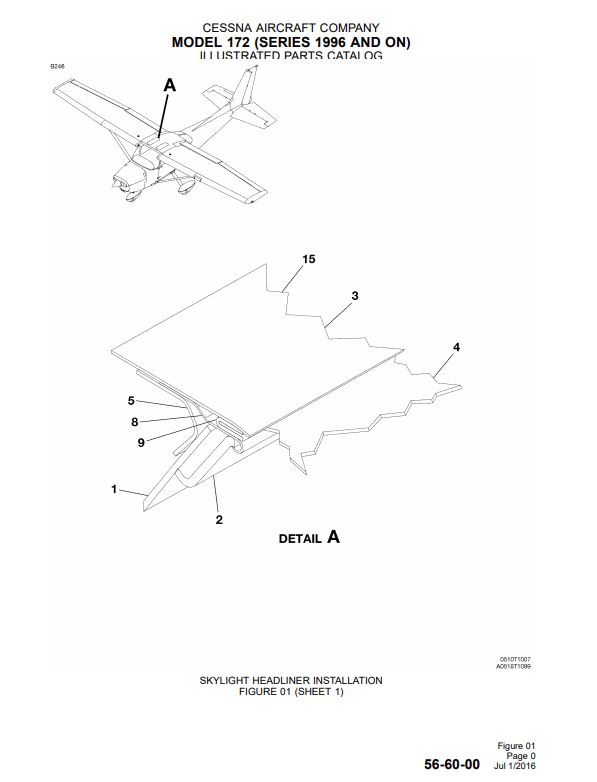 CESSNA AIRCRAFT COMPANY
MODEL 172 (SERIES 1996 AND ON)
ILLUSTRATED PARTS CATALOG
B246
A
15
3
4
5
8
9
1
2
DETAIL A
0510T1007
A0518T1099
SKYLIGHT HEADLINER INSTALLATION
FIGURE 01 (SHEET 1)
Figure 01
Page 0
56-60-00 Jul 1/2016